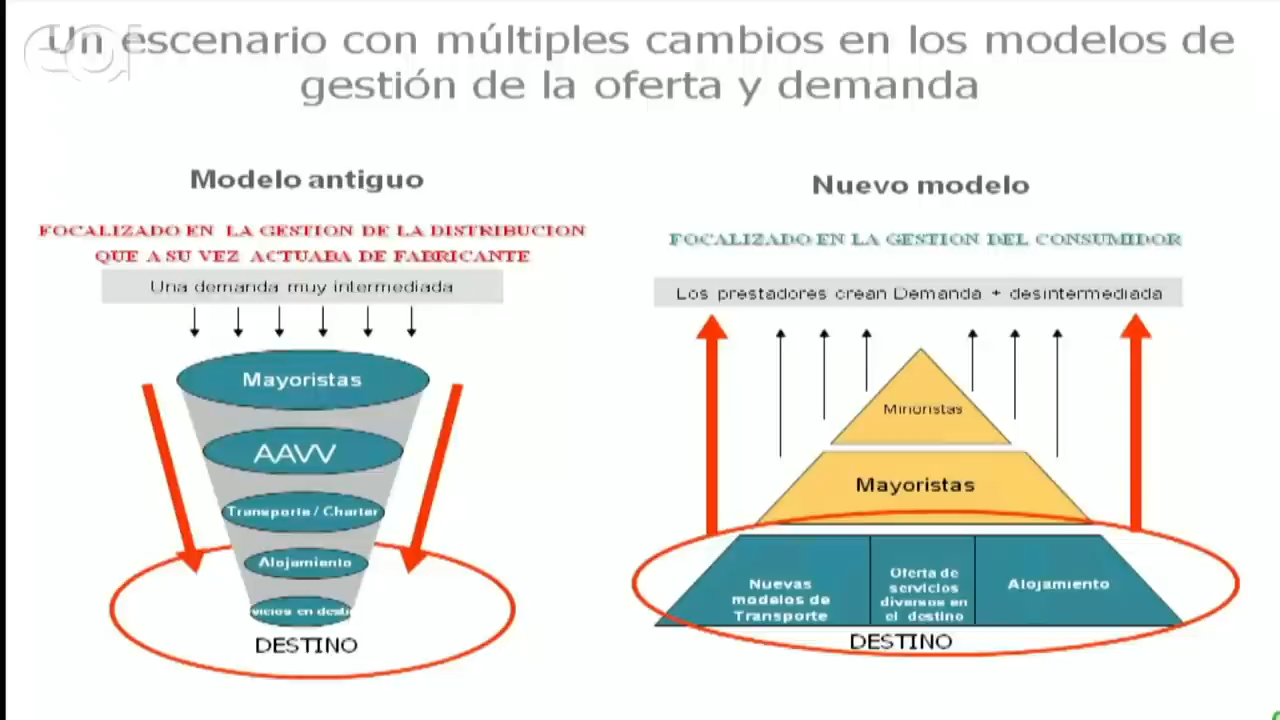 eoi
Un escenario con múltiples cambios en los modelos de
gestión de la oferta y demanda
Modelo antiguo
FOCALIZADO EN LA GESTION DE LA DISTRIBUCION
QUE A SU VEZ ACTUABA DE FABRICANTE
Una demanda muy intermediada
Mayoristas
AAVV
Transporte / Charter
Alojamiento
vicios en desti
DESTINO
Nuevo modelo
FOCALIZADO EN LA GESTION DEL CONSUMIDOR
Los prestadores crean Demanda + desintermediada
Minoristas
Mayoristas
Nuevas
modelos de
Transporte
Oferta de
servicios
diversos en
el destino
Alojamiento
DESTINO